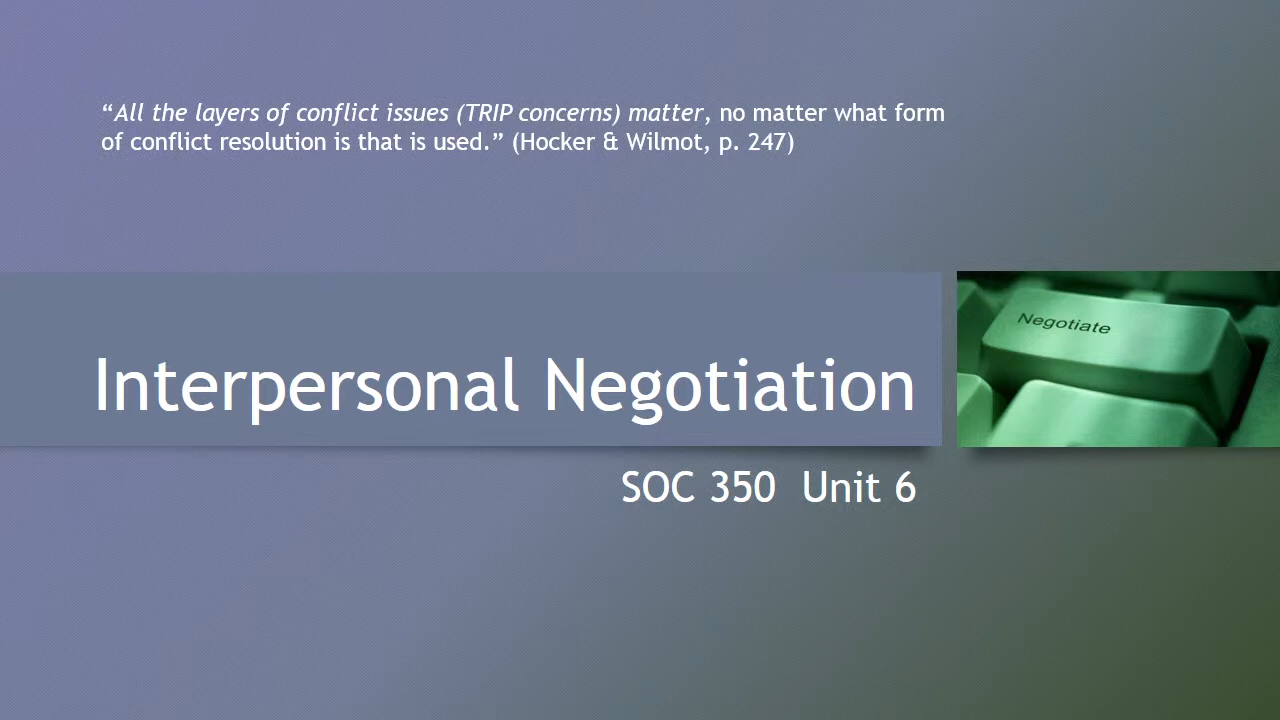 “All the layers of conflict issues (TRIP concerns) matter, no matter what form
of conflict resolution is that is used.” (Hocker & Wilmot, p. 247)
Interpersonal Negotiation
Negotiate
SOC 350 Unit 6